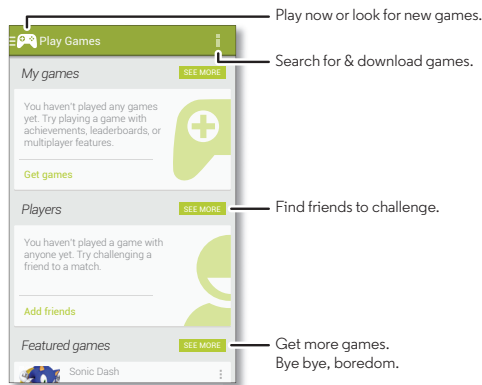 Play now or look for new games.
Play Games
Search for & download games.
My games
SEE MORE
You haven't played any games
yet. Try playing a game with
achievements, leaderboards, or
multiplayer features.
Get games
Players
SEE MORE
Find friends to challenge.
You haven't played a game with
anyone yet. Try challenging a
friend to a match.
Add friends
Featured games
SEE MORE
Get more games.
Bye bye, boredom.
Sonic Dash